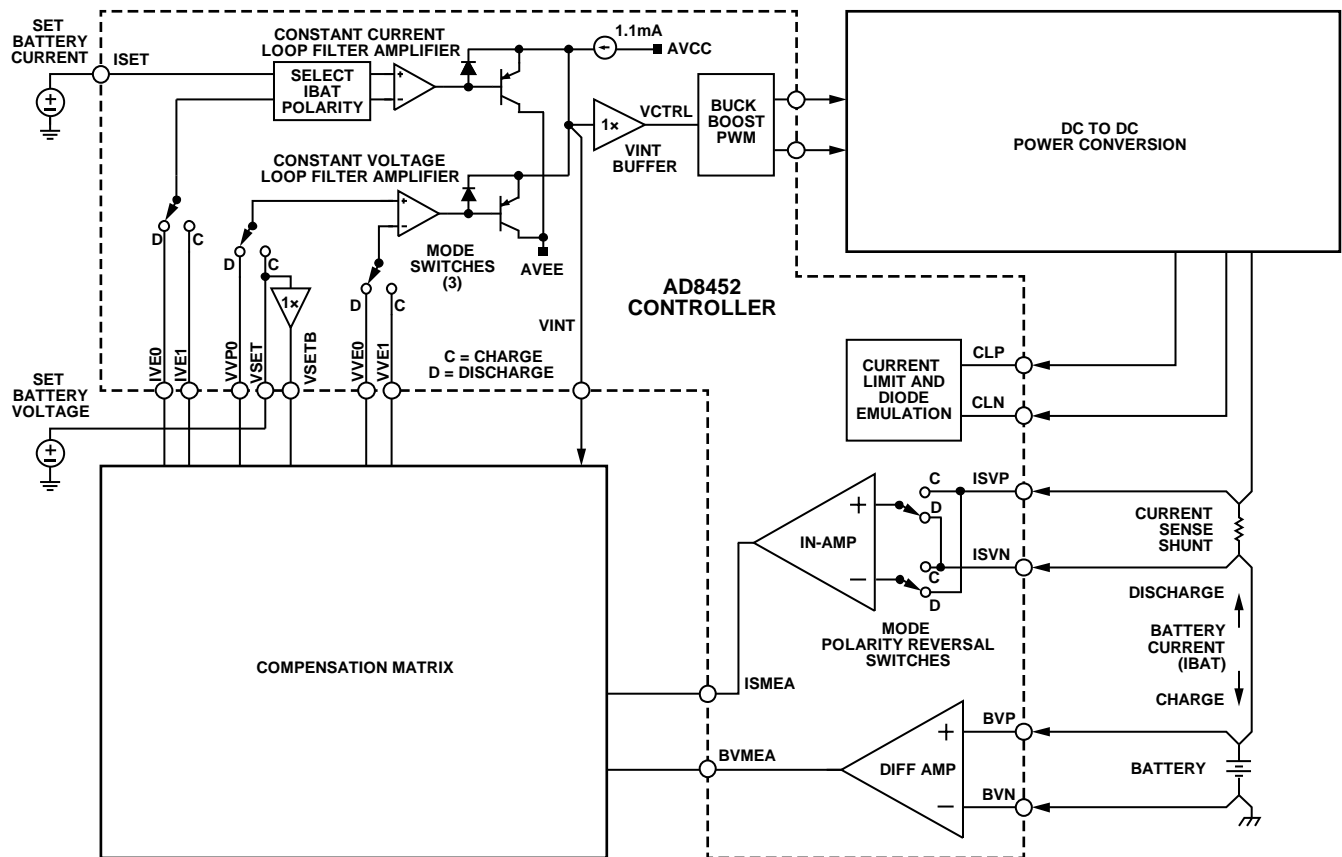 SET
BATTERY
CURRENT
ISET
CONSTANT CURRENT
LOOP FILTER AMPLIFIER
1.1mA
AVCC
SELECT
IBAT
POLARITY
+
−
1×
VCTRL
VINT
BUFFER
BUCK
BOOST
PWM
DC TO DC
POWER CONVERSION
CONSTANT VOLTAGE
LOOP FILTER AMPLIFIER
+
−
D
C
D
C
MODE
SWITCHES
(3)
AVEE
D
C
1×
AD8452
CONTROLLER
VINT
IVE0
IVE1
VVP0
VSET
VSETB
VVE0
VVE1
C = CHARGE
D = DISCHARGE
SET
BATTERY
VOLTAGE
±
±
CURRENT
LIMIT AND
DIODE
EMULATION
CLP
CLN
C
D
ISVP
+
IN-AMP
−
C
D
ISVN
CURRENT
SENSE
SHUNT
MODE
POLARITY REVERSAL
SWITCHES
DISCHARGE
BATTERY
CURRENT
(IBAT)
CHARGE
COMPENSATION MATRIX
ISMEA
BVMEA
+
DIFF AMP
−
BVP
BVN
BATTERY